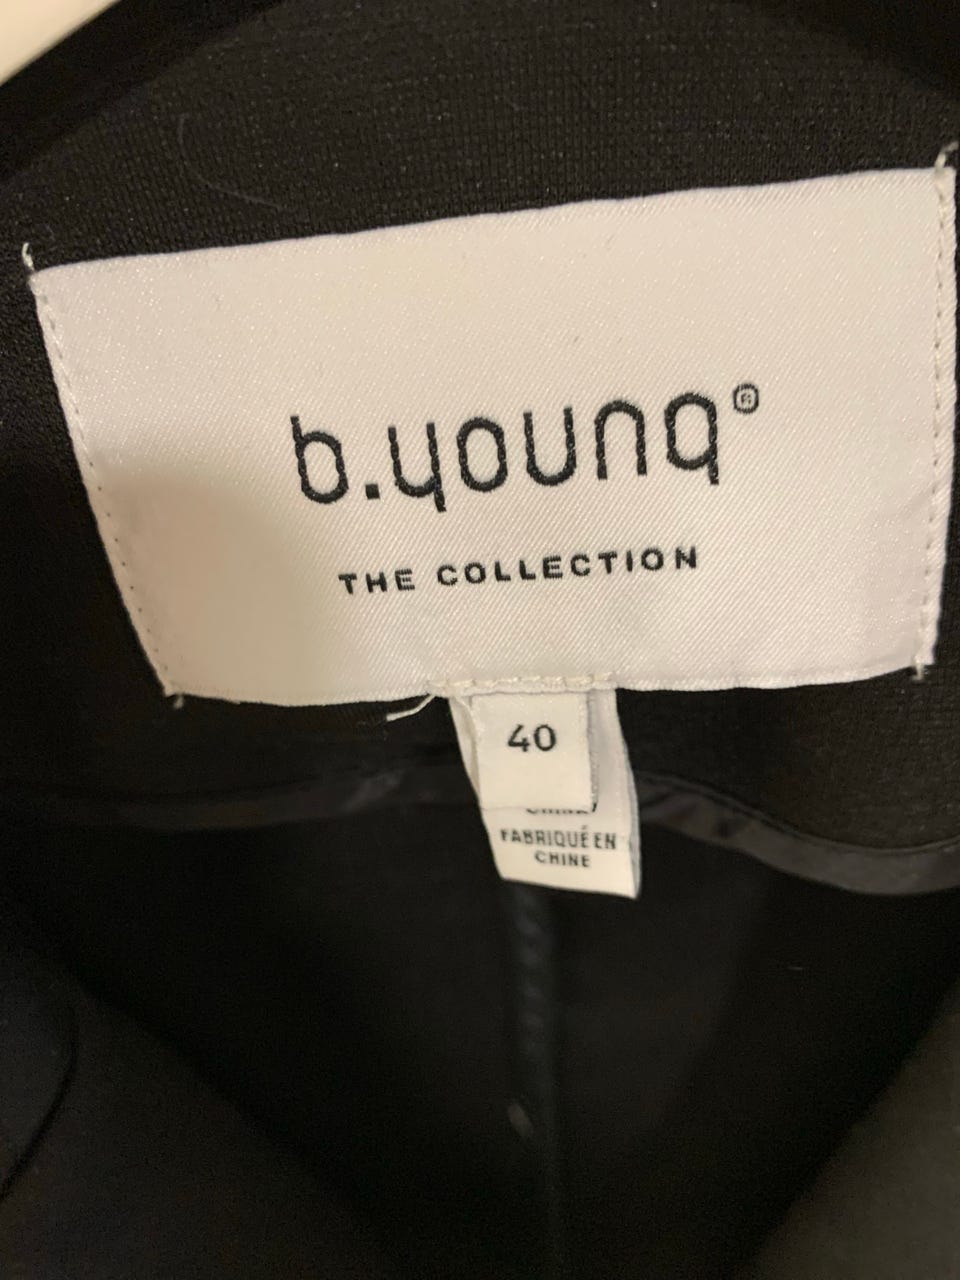 b.young®
THE COLLECTION
40
FABRIQUÉ EN
CHINE